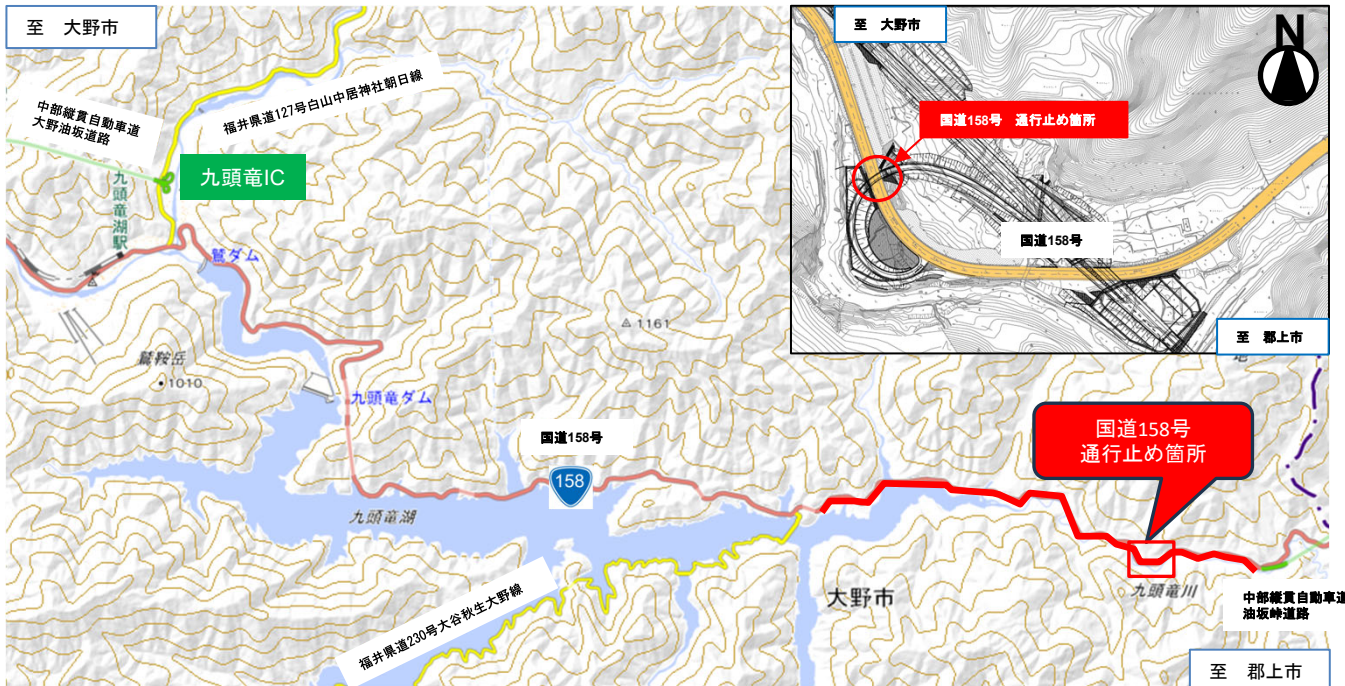 至 大野市
中部縦貫自動車道
大野油坂道路
福井県道127号白山中居神社朝日線
九頭竜IC
九頭竜湖駅
鷲ダム
鷲鞍岳
1010
九頭竜ダム
1161
国道158号
158
九頭竜湖
福井県道230号大谷秋生大野線
大野市
国道158号
通行止め箇所
九頭竜川
中部縦貫自動車道
油坂峠道路
至 郡上市
至 大野市
N
国道158号 通行止め箇所
国道158号
至 郡上市
地